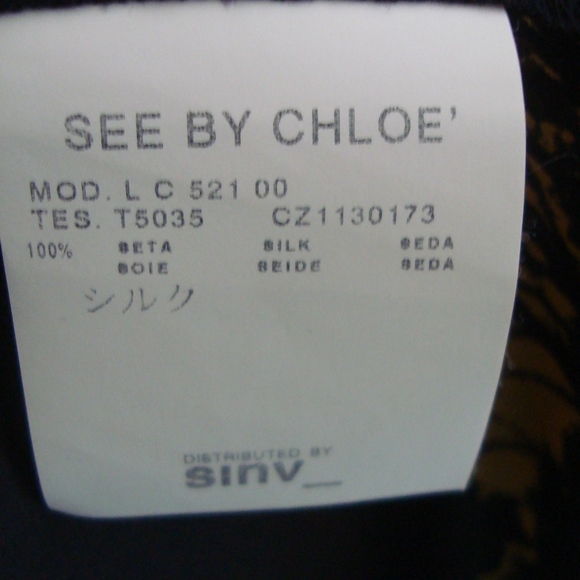 SEE BY CHLOE'
MOD. L C 521 00
TES. T5035 CZ1130173
100% SETA SILK SEDA
SOIE SEIDE SEDA
シルク
DISTRIBUTED BY
sinv_